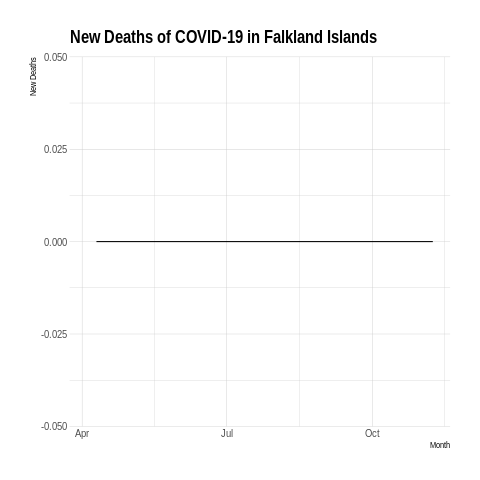 New Deaths of COVID-19 in Falkland Islands
New Deaths
0.050
0.025
0.000
-0.025
-0.050
Apr Jul Oct
Month